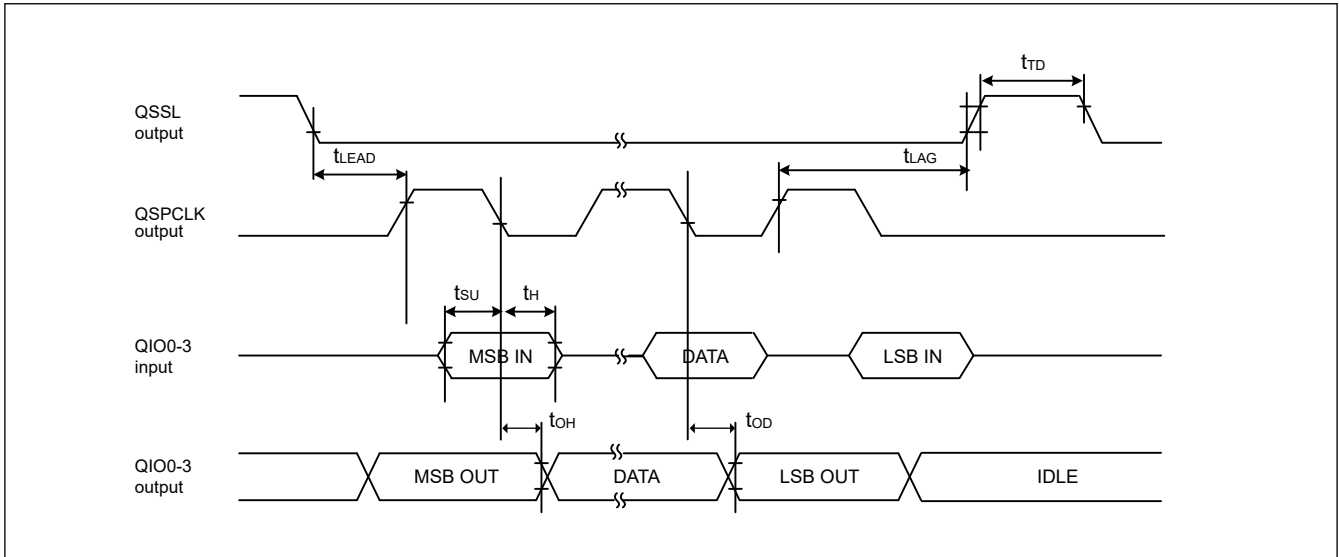 tTD
QSSL
output
tLEAD
tLAG
QSPCLK
output
tSU
tH
QIO0-3
input
MSB IN
DATA
LSB IN
tOH
tOD
QIO0-3
output
MSB OUT
DATA
LSB OUT
IDLE